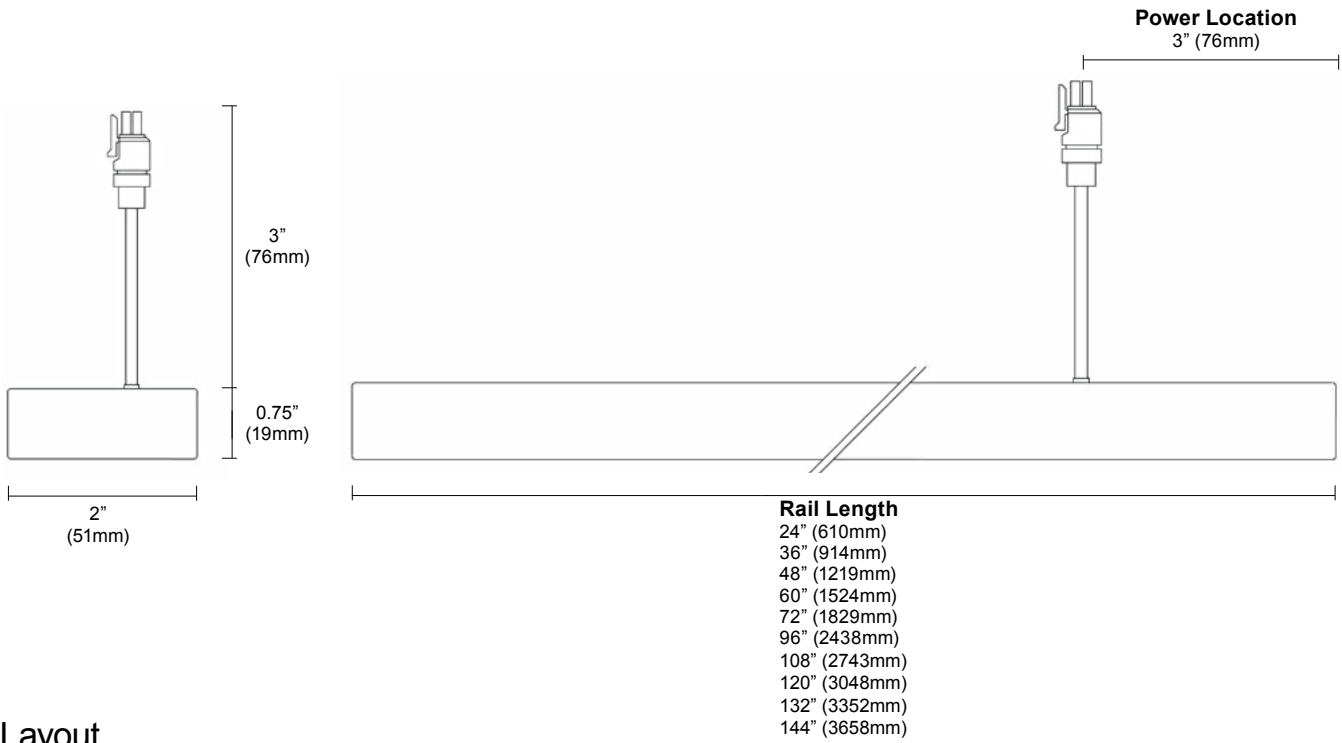 Power Location
3” (76mm)
3”
(76mm)
0.75”
(19mm)
2”
(51mm)
Rail Length
24” (610mm)
36” (914mm)
48” (1219mm)
60” (1524mm)
72” (1829mm)
96” (2438mm)
108” (2743mm)
120” (3048mm)
132” (3352mm)
144” (3658mm)
Layout